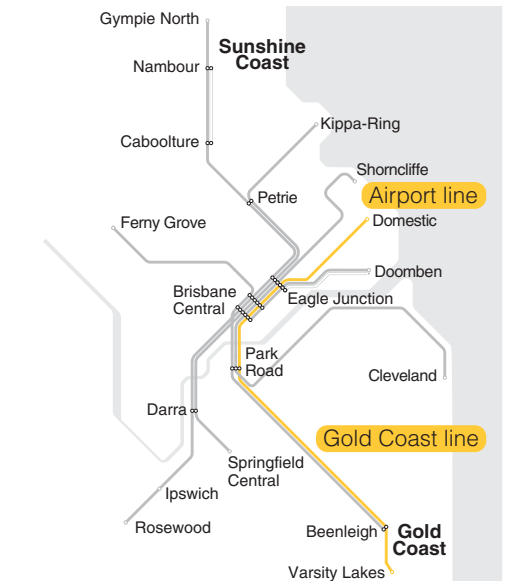 Gympie North
Sunshine
Coast
Nambour
Kippa-Ring
Caboolture
Shorncliffe
Petrie
Airport line
Ferny Grove
Domestic
Doomben
Brisbane
Central
Eagle Junction
Park
Road
Cleveland
Darra
Gold Coast line
Springfield
Central
Ipswich
Rosewood
Beenleigh
Gold
Coast
Varsity Lakes